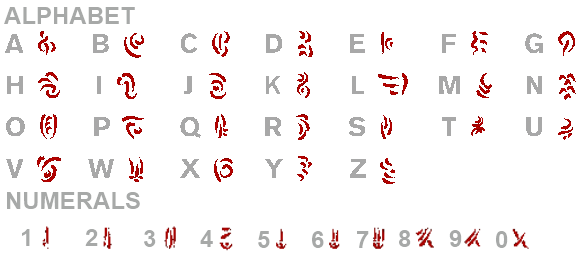 ALPHABET
A B C D E F G
H I J K L M N
O P Q R S T U
V W X Y Z
NUMERALS
1 2 3 4 5 6 7 8 9 0